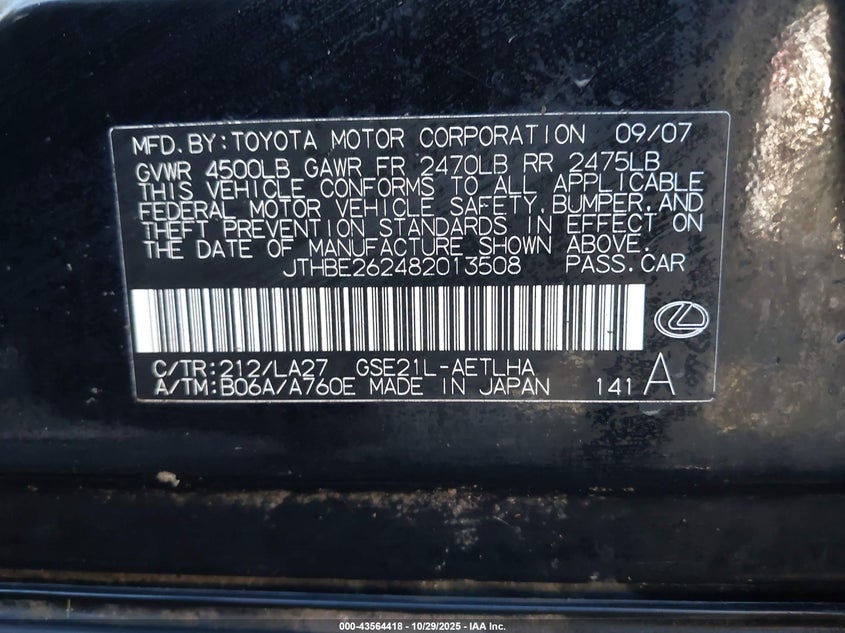 MFD.BY:TOYOTA MOTOR CORPORATION 09/07
GVWR 4500LB GAWR FR 2470LB RR 2475LB
THIS VEHICLE CONFORMS TO ALL APPLICABLE
FEDERAL MOTOR VEHICLE SAFETY,BUMPER,AND
THEFT PREVENTION STANDARDS IN EFFECT ON
THE DATE OF MANUFACTURE SHOWN ABOVE.
JTHBE262482013508 PASS.CAR
C/TR:212/LA27 GSE21L-AETLHA
A/TM:B06A/A760E MADE IN JAPAN 141 A
000-43564418 | 10/29/2025 - IAA Inc.